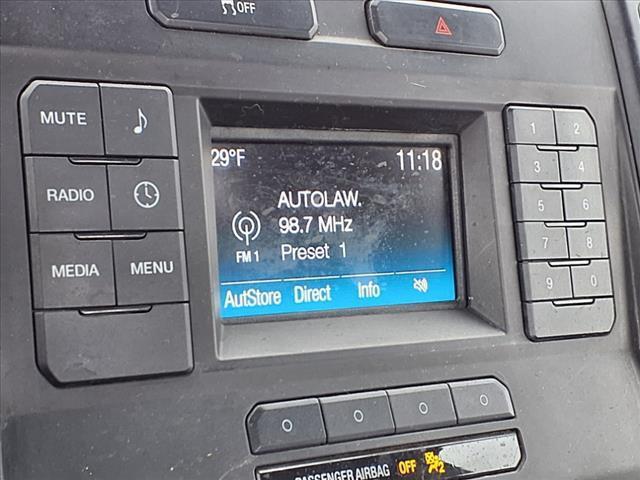 OFF
MUTE
RADIO
MEDIA
MENU
29°F
11:18
AUTOLAW.
98.7 MHz
FM 1
Preset 1
AutStore Direct Info
1 2
3 4
5 6
7 8
9 0
PASSENGER AIRBAG OFF 2